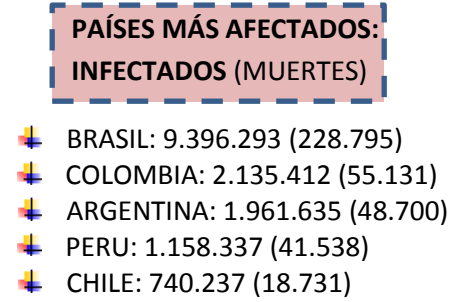 PAÍSES MÁS AFECTADOS:
INFECTADOS (MUERTES)
BRASIL: 9.396.293 (228.795)
COLOMBIA: 2.135.412 (55.131)
ARGENTINA: 1.961.635 (48.700)
PERU: 1.158.337 (41.538)
CHILE: 740.237 (18.731)